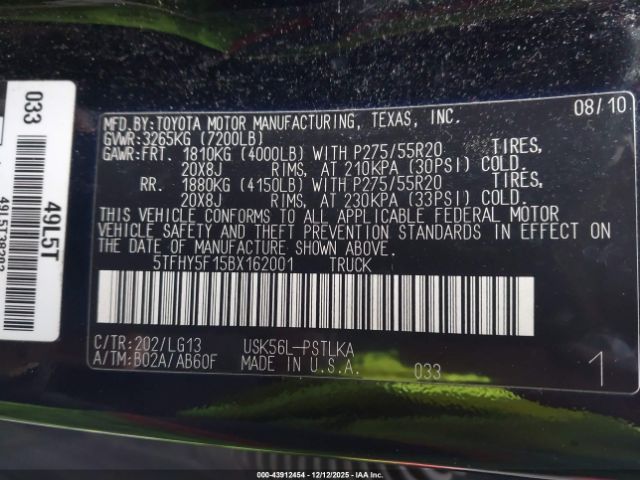 033
49L5T
MFD.BY:TOYOTA MOTOR MANUFACTURING, TEXAS, INC. 08/10
GVWR:3265KG (7200LB)
GAWR:FRT. 1810KG (4000LB) WITH P275/55R20 TIRES,
20X8J RIMS, AT 210KPA (30PSI) COLD.
RR. 1880KG (4150LB) WITH P275/55R20 TIRES,
20X8J RIMS, AT 230KPA (33PSI) COLD.
THIS VEHICLE CONFORMS TO ALL APPLICABLE FEDERAL MOTOR
VEHICLE SAFETY AND THEFT PREVENTION STANDARDS IN EFFECT ON
THE DATE OF MANUFACTURE SHOWN ABOVE.
5TFHY5F15BX162001 TRUCK
C/TR:202/LG13 USK56L-PSTLKA
A/TM:B02A/AB60F MADE IN U.S.A. 033 1
000-43912454 - 12/12/2025 - IAAI.com